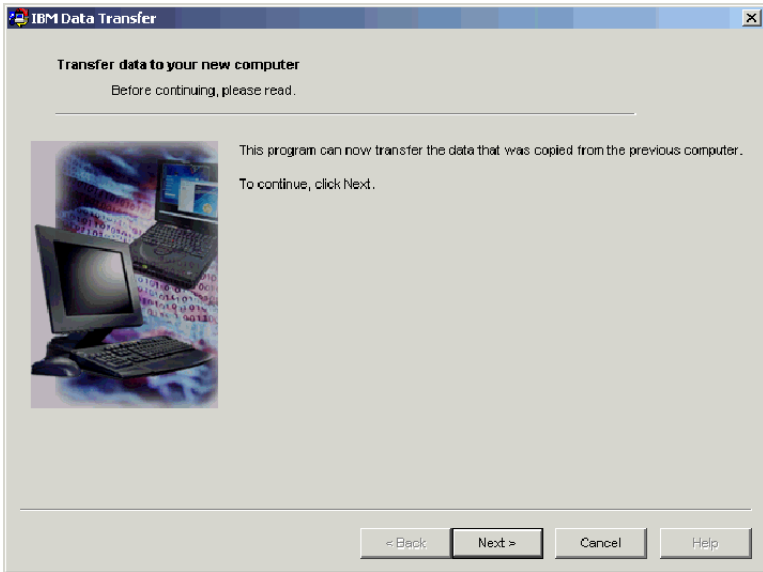 IBM Data Transfer
Transfer data to your new computer
Before continuing, please read.
This program can now transfer the data that was copied from the previous computer.
To continue, click Next.
< Back Next > Cancel Help